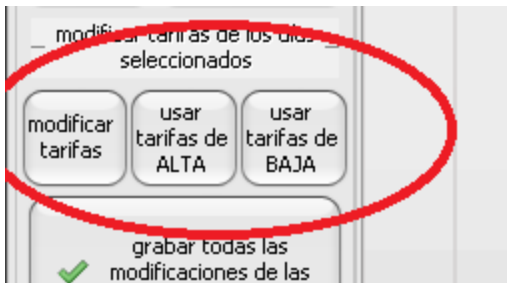 _ modificar tarifas de los días _
seleccionados
modificar
tarifas
usar
tarifas de
ALTA
usar
tarifas de
BAJA
grabar todas las
modificaciones de las